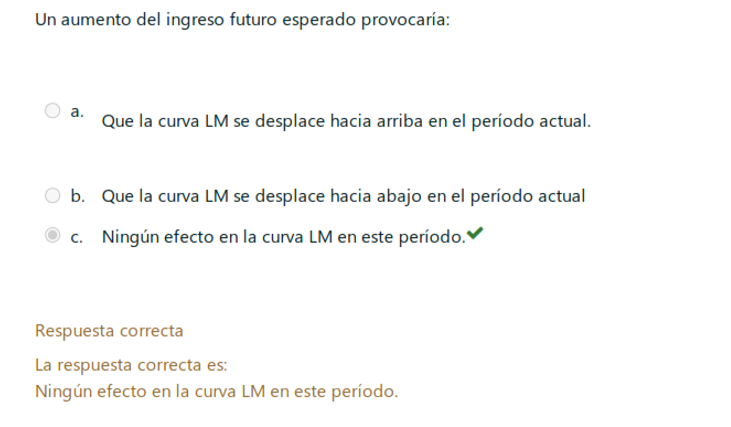 Un aumento del ingreso futuro esperado provocaría:
a. Que la curva LM se desplace hacia arriba en el período actual.
b. Que la curva LM se desplace hacia abajo en el período actual
c. Ningún efecto en la curva LM en este período.
Respuesta correcta
La respuesta correcta es:
Ningún efecto en la curva LM en este período.